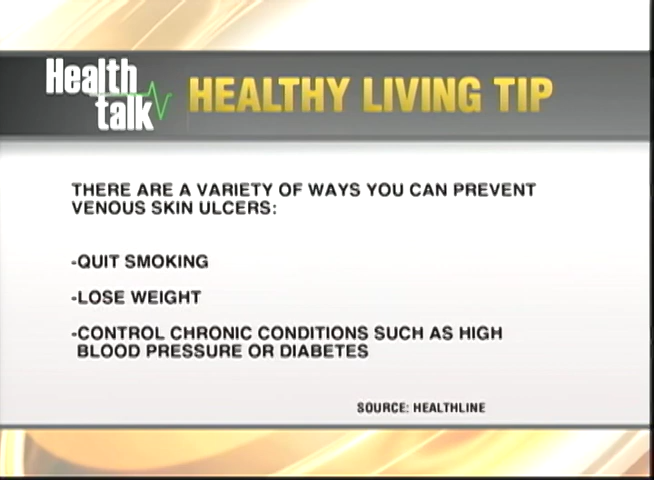 Health
talk
HEALTHY LIVING TIP
THERE ARE A VARIETY OF WAYS YOU CAN PREVENT
VENOUS SKIN ULCERS:
-QUIT SMOKING
-LOSE WEIGHT
-CONTROL CHRONIC CONDITIONS SUCH AS HIGH
BLOOD PRESSURE OR DIABETES
SOURCE: HEALTHLINE